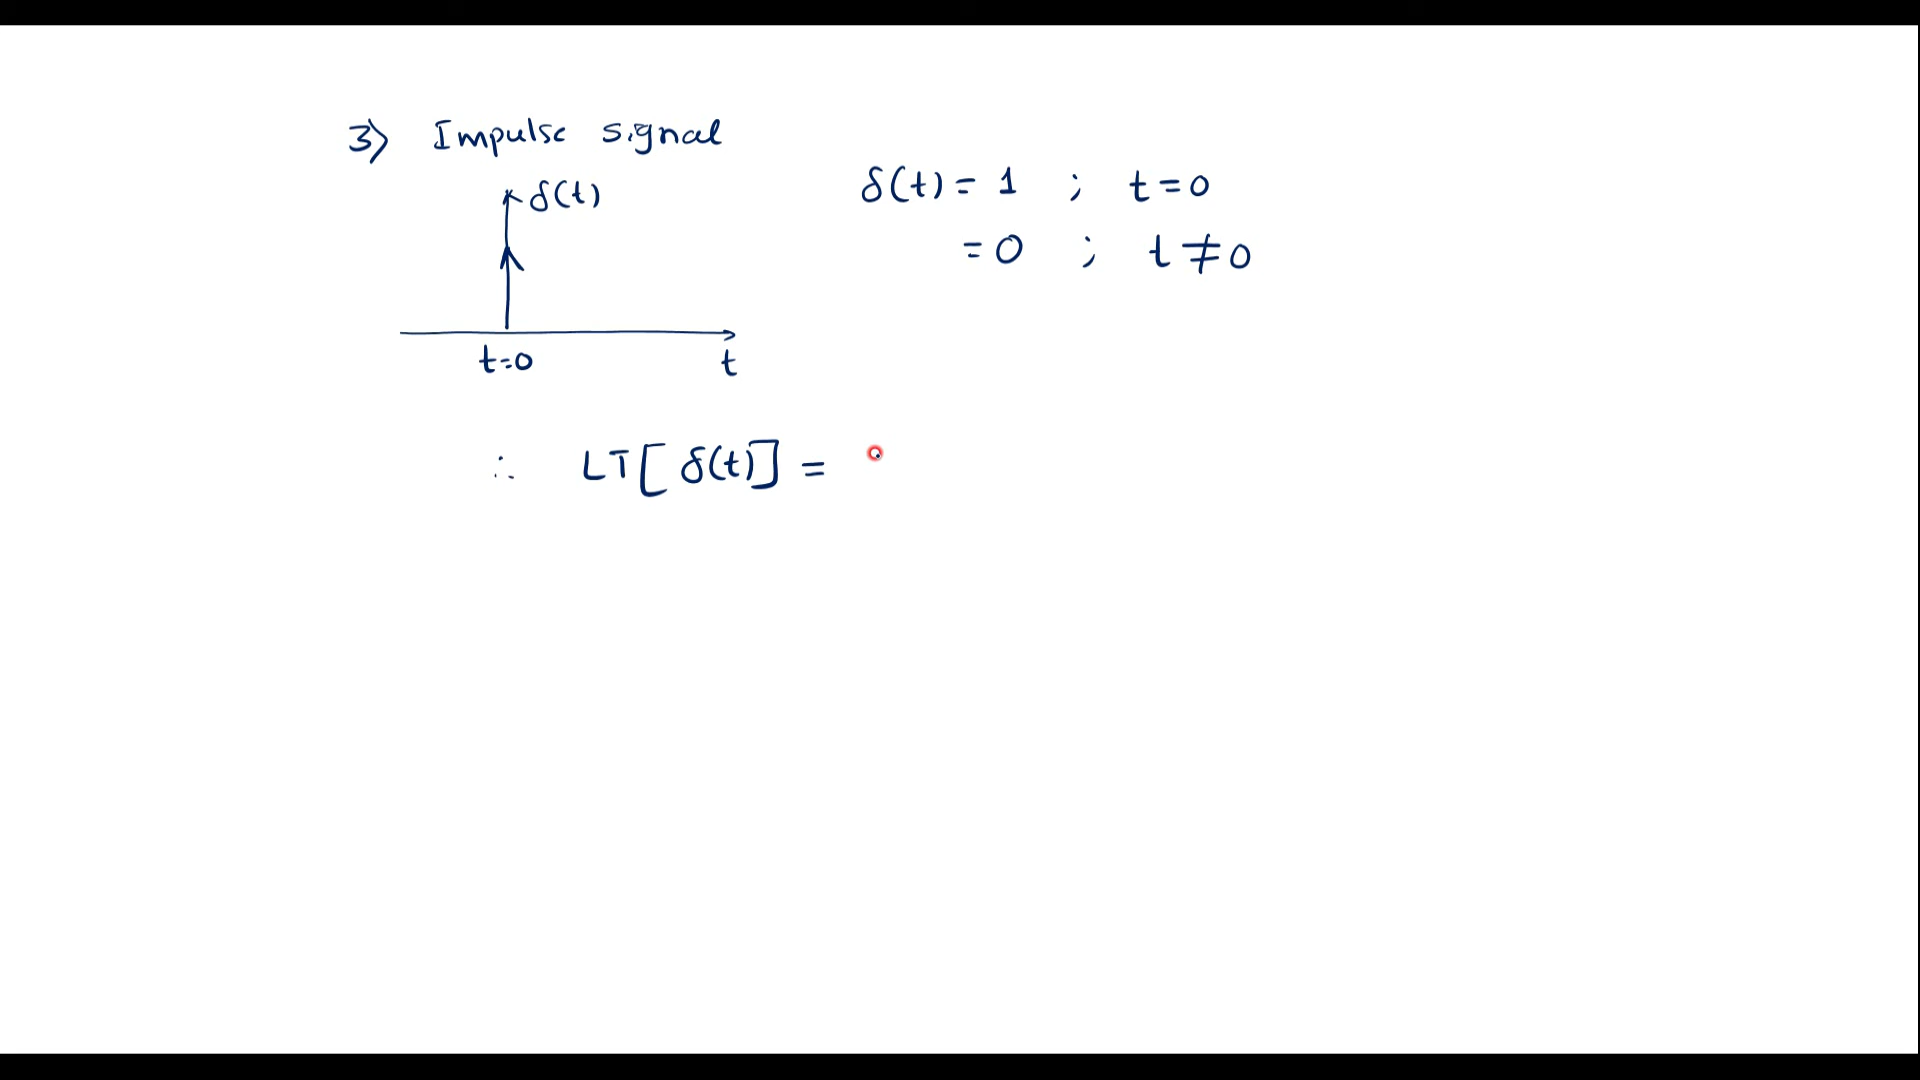 3) Impulse signal
δ(t)
t=0
t
δ(t) = 1 ; t=0
= 0 ; t ≠ 0
∴ LT[δ(t)] =